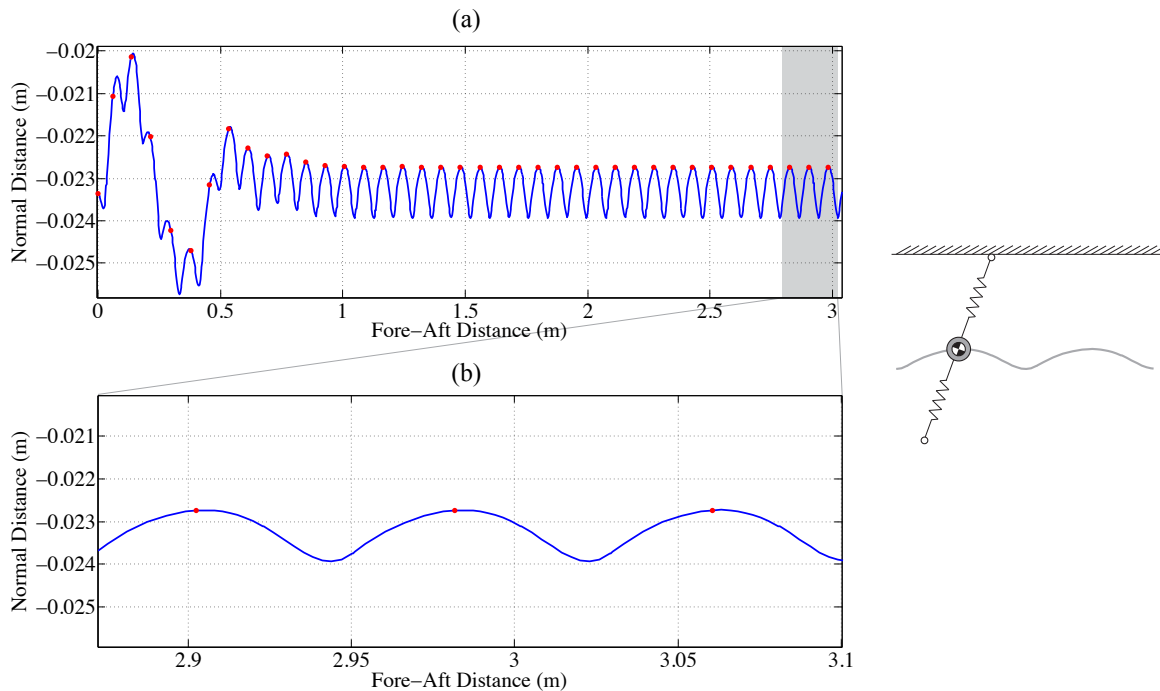 (a)
Normal Distance (m)
−0.02
−0.021
−0.022
−0.023
−0.024
−0.025
0 0.5 1 1.5 2 2.5 3
Fore−Aft Distance (m)
(b)
Normal Distance (m)
−0.021
−0.022
−0.023
−0.024
−0.025
2.9 2.95 3 3.05 3.1
Fore−Aft Distance (m)